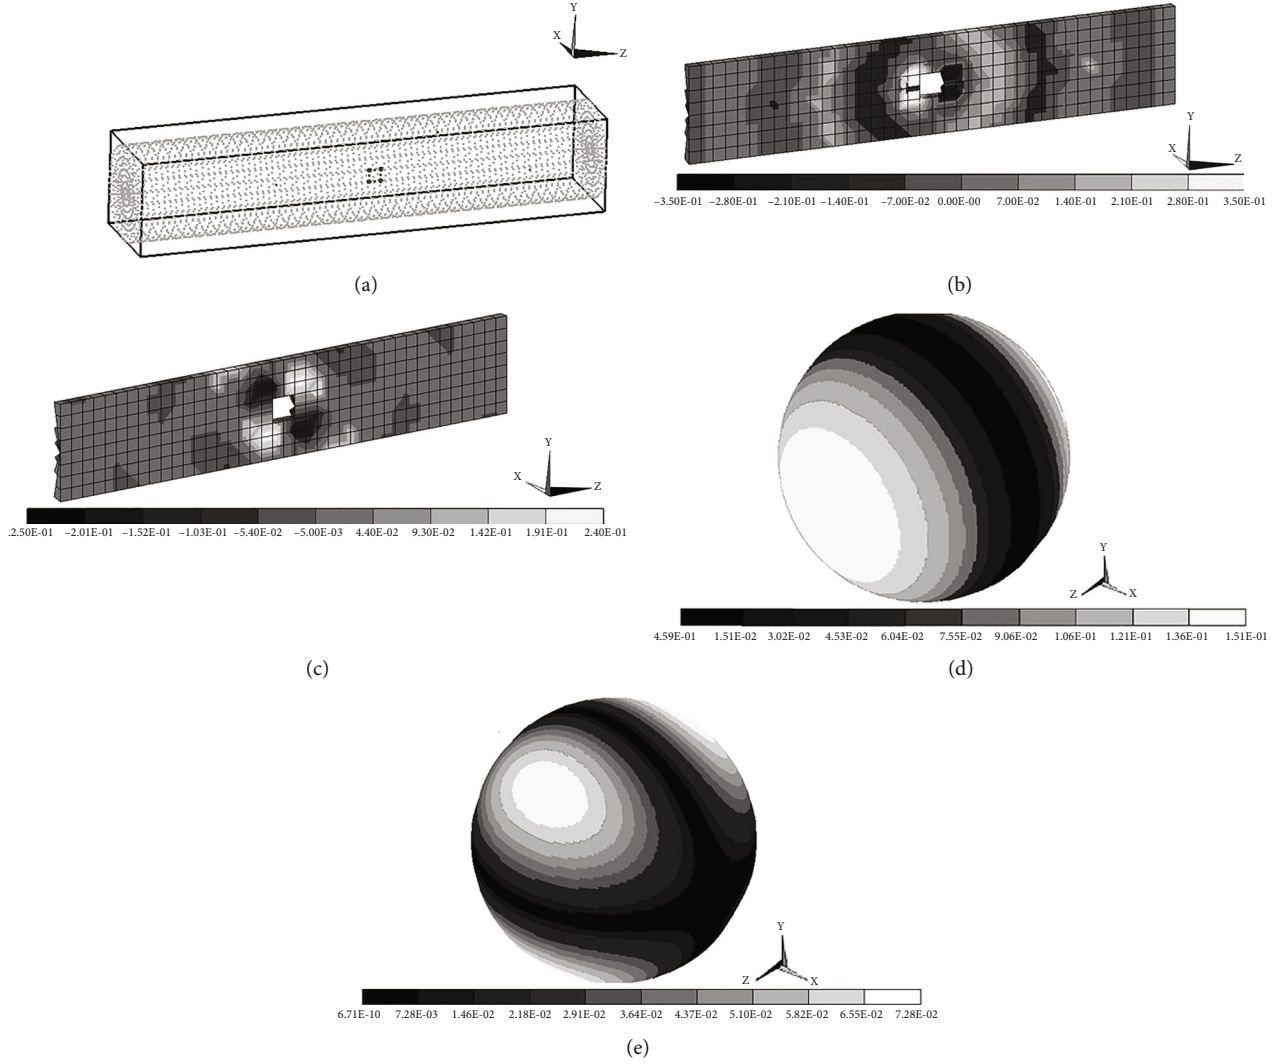 Y
X
Z
(a)
Y
X
Z
−3.50E-01 −2.80E-01 −2.10E-01 −1.40E-01 −7.00E-02 0.00E-00 7.00E-02 1.40E-01 2.10E-01 2.80E-01 3.50E-01
(b)
Y
X
Z
.2.50E-01 −2.01E-01 −1.52E-01 −1.03E-01 −5.40E-02 −5.00E-03 4.40E-02 9.30E-02 1.42E-01 1.91E-01 2.40E-01
(c)
Y
Z
X
4.59E-01 1.51E-02 3.02E-02 4.53E-02 6.04E-02 7.55E-02 9.06E-02 1.06E-01 1.21E-01 1.36E-01 1.51E-01
(d)
Y
Z
X
6.71E-10 7.28E-03 1.46E-02 2.18E-02 2.91E-02 3.64E-02 4.37E-02 5.10E-02 5.82E-02 6.55E-02 7.28E-02
(e)